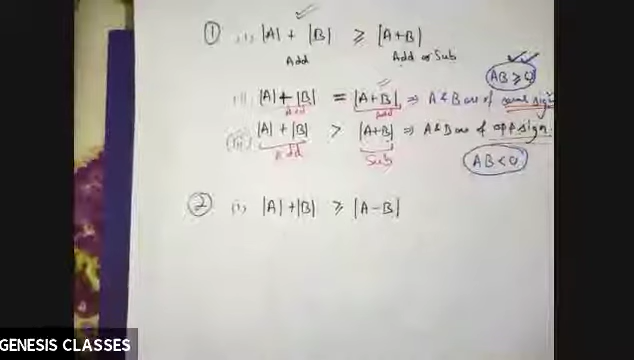 ① (i) |A| + |B| ≥ |A+B|
Add Add or Sub
AB ≥ 0
(ii) |A| + |B| = |A+B| ⇒ A & B are of same sign
Add Add
(iii) |A| + |B| > |A+B| ⇒ A & B are of opp sign.
Add Sub
AB < 0
② (i) |A| + |B| ≥ |A-B|
GENESIS CLASSES